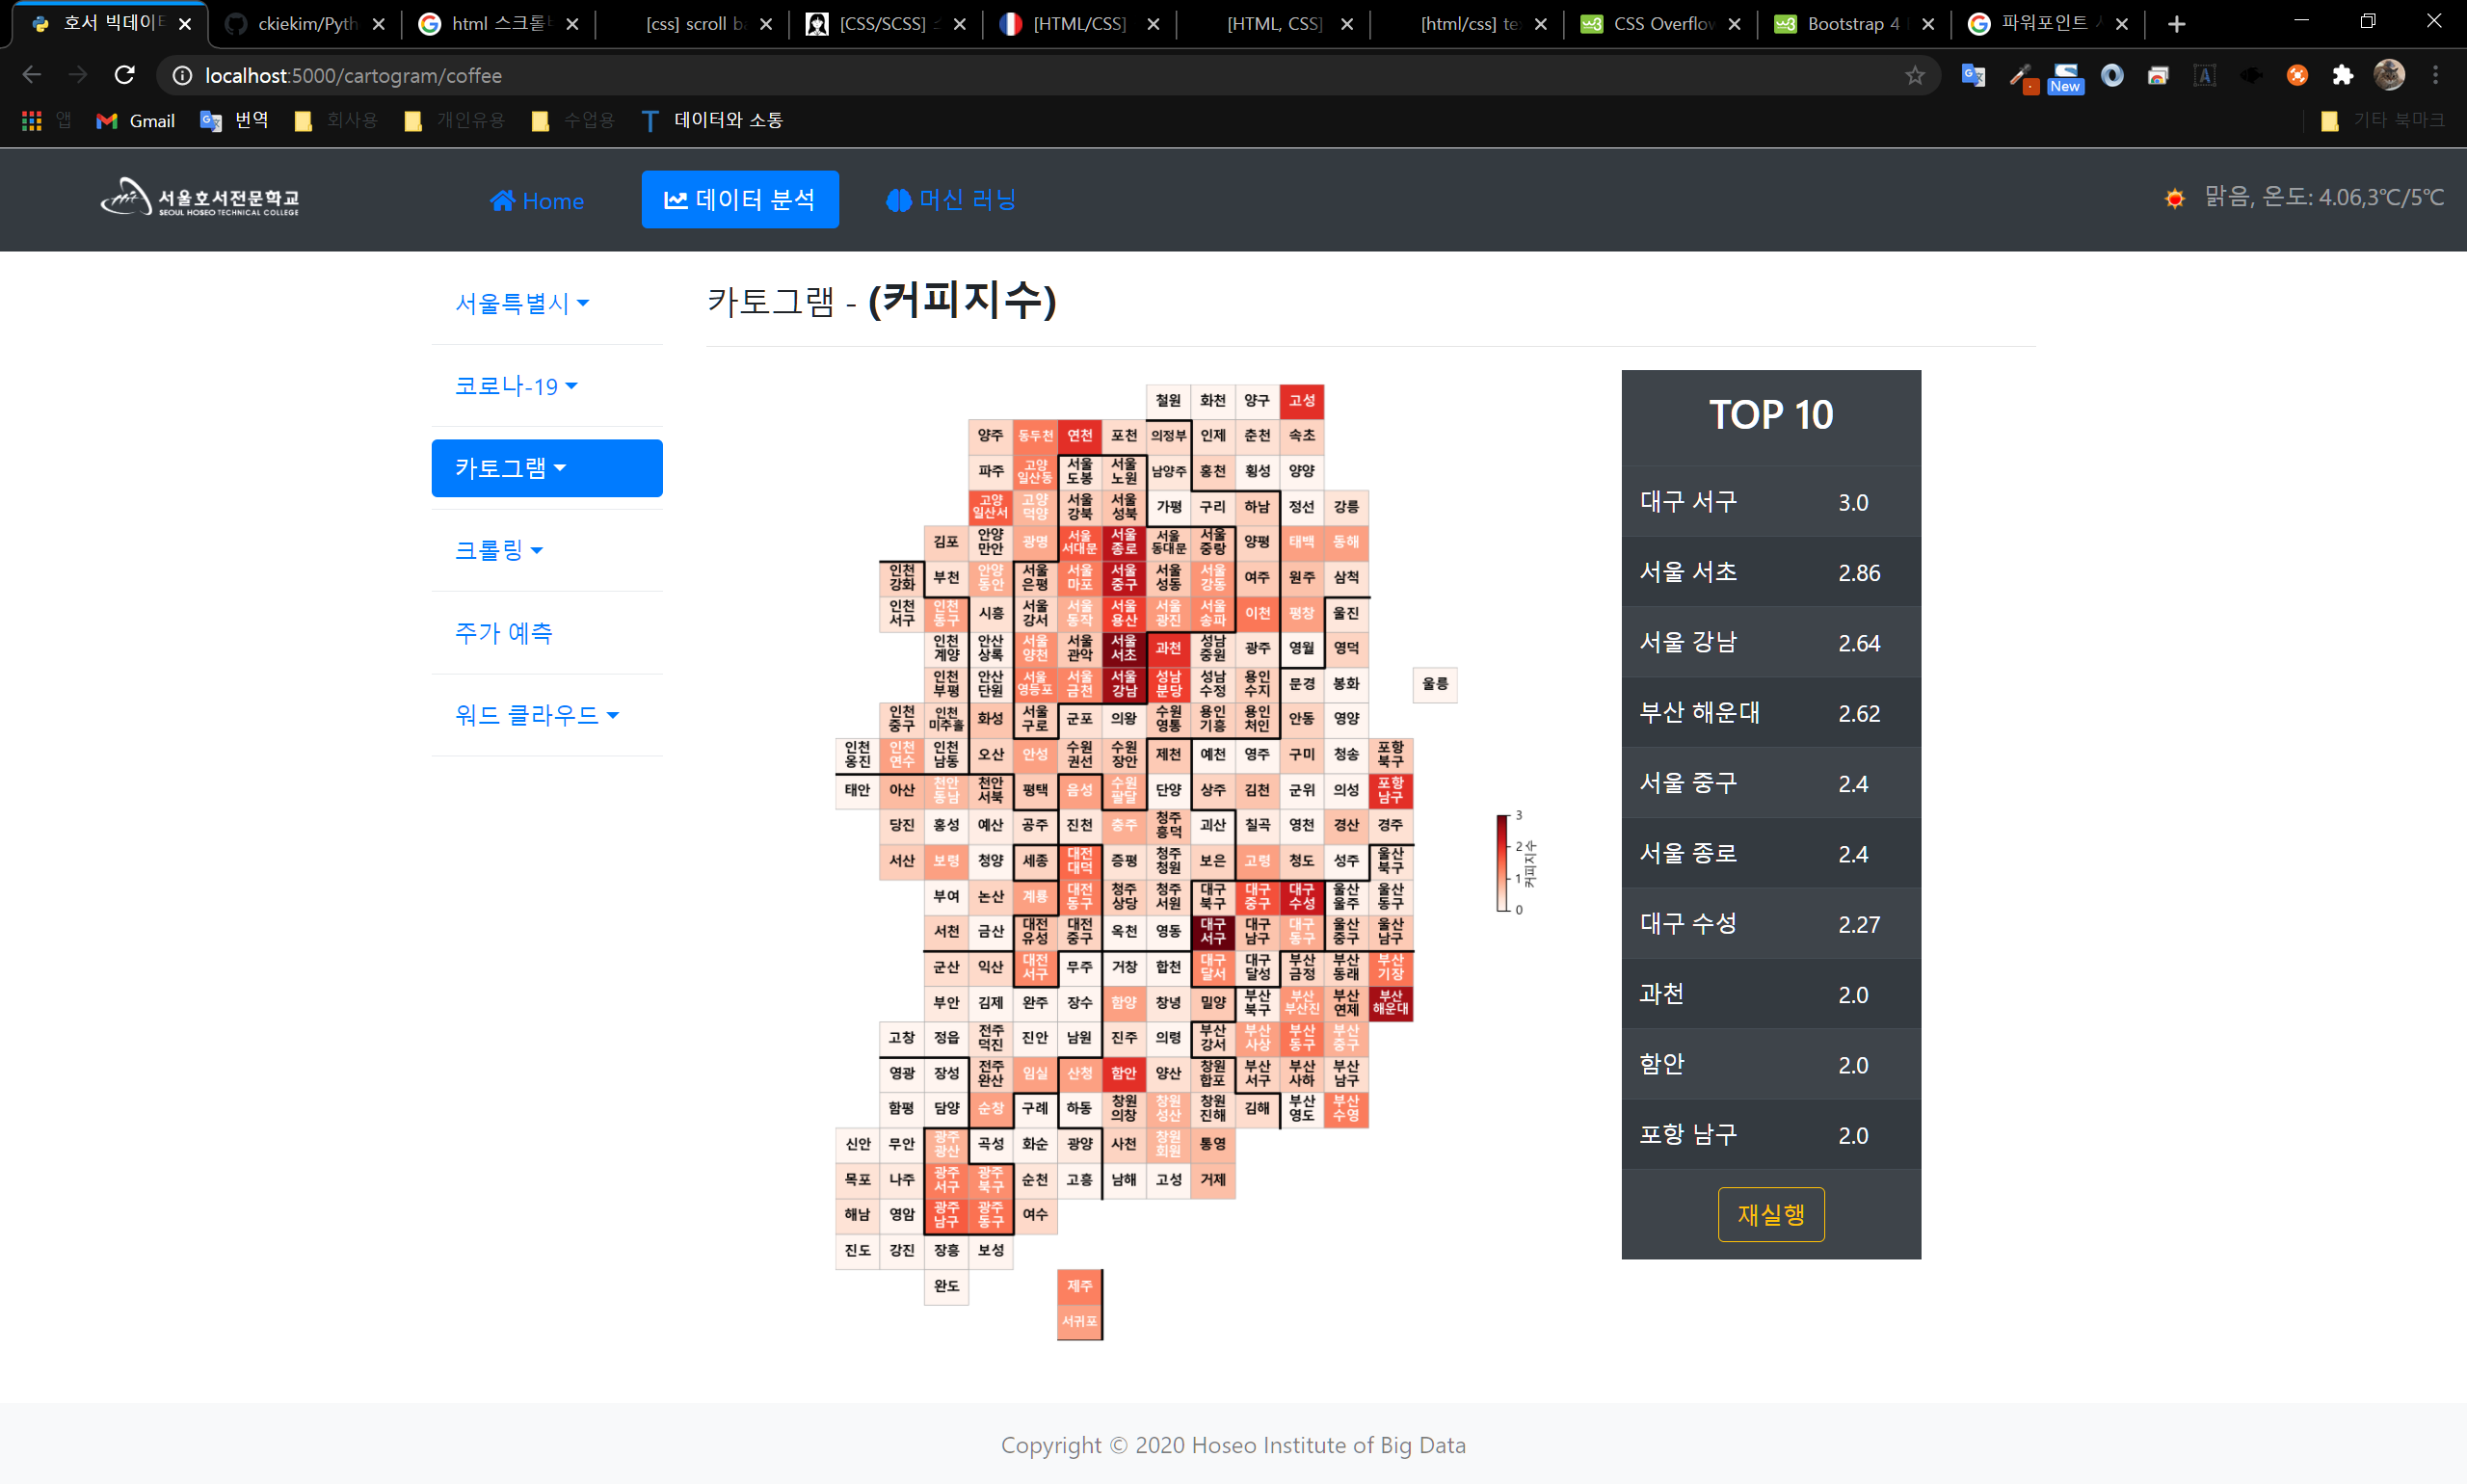 호서 빅데이터
ckiekim/Pyth
html 스크롤바
[css] scroll ba
[CSS/SCSS]
[HTML/CSS]
[HTML, CSS]
[html/css] te
CSS Overflow
Bootstrap 4
파워포인트
localhost:5000/cartogram/coffee
New
앱 Gmail 번역 회사용 개인유용 수업용 데이터와 소통 기타 북마크
서울호서전문학교
SEOUL HOSEO TECHNICAL COLLEGE
Home 데이터 분석 머신 러닝
맑음, 온도: 4.06,3℃/5℃
서울특별시
코로나-19
카토그램
크롤링
주가 예측
워드 클라우드
카토그램 - (커피지수)
철원 화천 양구 고성
양주 동두천 연천 포천 의정부 인제 춘천 속초
파주 고양 일산동 서울 도봉 서울 노원 남양주 홍천 횡성 양양
고양 일산서 고양 덕양 서울 강북 서울 성북 가평 구리 하남 정선 강릉
김포 안양 만안 광명 서울 서대문 서울 종로 서울 동대문 서울 중랑 양평 태백 동해
인천 강화 부천 안양 동안 서울 은평 서울 마포 서울 중구 서울 성동 서울 강동 여주 원주 삼척
인천 서구 인천 동구 시흥 서울 강서 서울 동작 서울 용산 서울 광진 서울 송파 이천 평창 울진
인천 계양 안산 상록 서울 양천 서울 관악 서울 서초 과천 성남 중원 광주 영월 영덕
인천 부평 안산 단원 서울 영등포 서울 금천 서울 강남 성남 분당 성남 수정 용인 수지 문경 봉화 울릉
인천 중구 인천 미추홀 화성 서울 구로 군포 의왕 수원 영통 용인 기흥 용인 처인 안동 영양
인천 옹진 인천 연수 인천 남동 오산 안성 수원 권선 수원 장안 제천 예천 영주 구미 청송 포항 북구
태안 아산 천안 동남 천안 서북 평택 음성 수원 팔달 단양 상주 김천 군위 의성 포항 남구
당진 홍성 예산 공주 진천 충주 청주 흥덕 괴산 칠곡 영천 경산 경주
서산 보령 청양 세종 대전 대덕 증평 청주 청원 보은 고령 청도 성주 울산 북구
부여 논산 계룡 대전 동구 청주 상당 청주 서원 대구 북구 대구 중구 대구 수성 울산 울주 울산 동구
서천 금산 대전 유성 대전 중구 옥천 영동 대구 서구 대구 남구 대구 동구 울산 중구 울산 남구
군산 익산 대전 서구 무주 거창 합천 대구 달서 대구 달성 부산 금정 부산 동래 부산 기장
부안 김제 완주 장수 함양 창녕 밀양 부산 북구 부산 부산진 부산 연제 부산 해운대
고창 정읍 전주 덕진 진안 남원 진주 의령 부산 강서 부산 사상 부산 동구 부산 중구
영광 장성 전주 완산 임실 산청 함안 양산 창원 합포 부산 서구 부산 사하 부산 남구
함평 담양 순창 구례 하동 창원 의창 창원 성산 창원 진해 김해 부산 영도 부산 수영
신안 무안 광주 광산 곡성 화순 광양 사천 창원 회원 통영
목포 나주 광주 서구 광주 북구 순천 고흥 남해 고성 거제
해남 영암 광주 남구 광주 동구 여수
진도 강진 장흥 보성
완도 제주
서귀포
3
2
1
0
커피지수
TOP 10
대구 서구 3.0
서울 서초 2.86
서울 강남 2.64
부산 해운대 2.62
서울 중구 2.4
서울 종로 2.4
대구 수성 2.27
과천 2.0
함안 2.0
포항 남구 2.0
재실행
Copyright © 2020 Hoseo Institute of Big Data